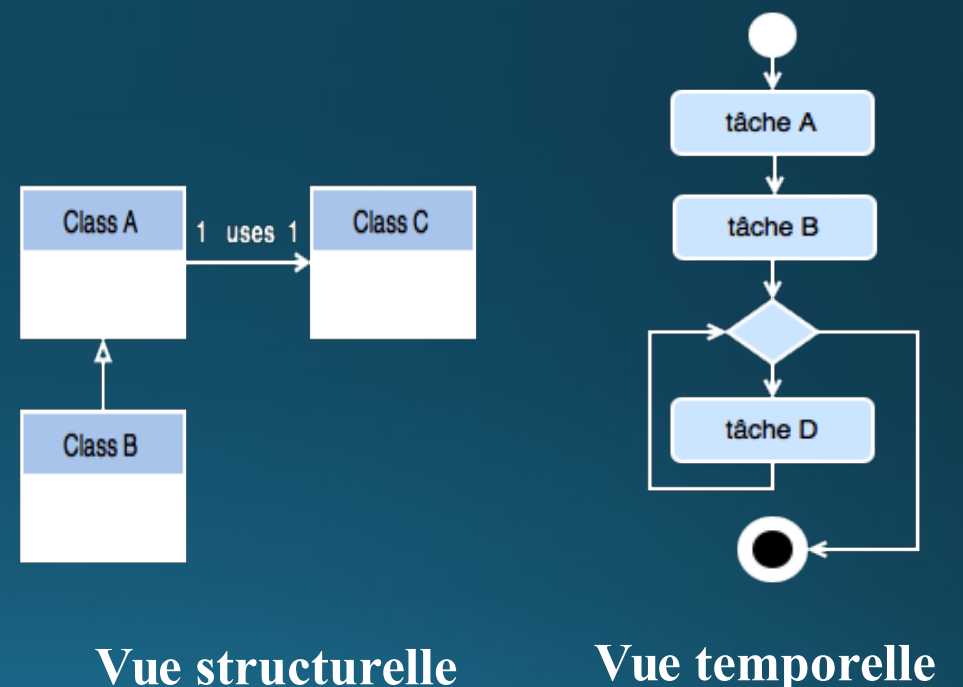 Class A
1 uses 1
Class C
Class B
Vue structurelle
tâche A
tâche B
tâche D
Vue temporelle